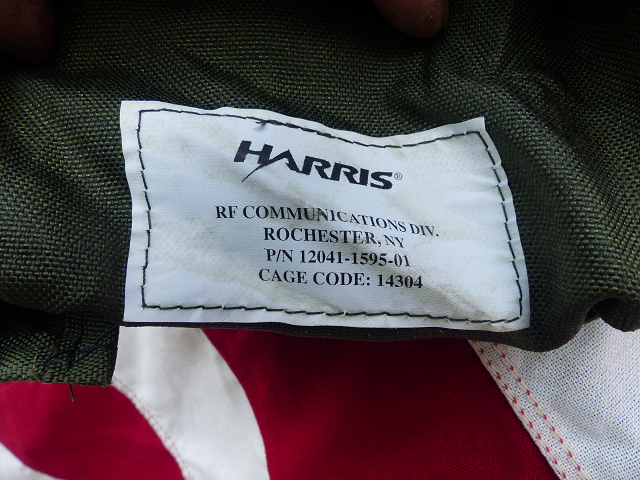 HARRIS®
RF COMMUNICATIONS DIV.
ROCHESTER, NY
P/N 12041-1595-01
CAGE CODE: 14304